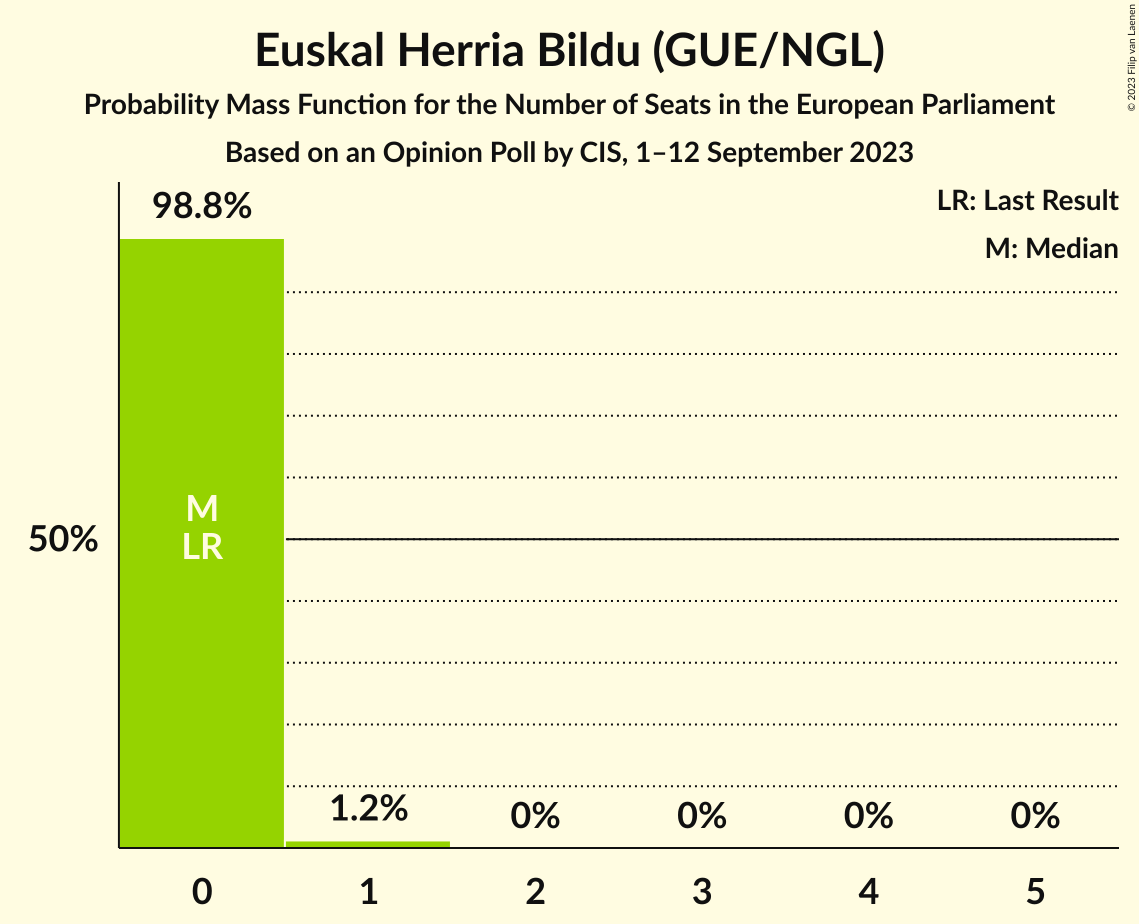 Euskal Herria Bildu (GUE/NGL)
Probability Mass Function for the Number of Seats in the European Parliament
Based on an Opinion Poll by CIS, 1–12 September 2023
© 2023 Filip van Laenen
LR: Last Result
M: Median
98.8%
M
LR
50%
1.2%
0%
0%
0%
0%
0
1
2
3
4
5